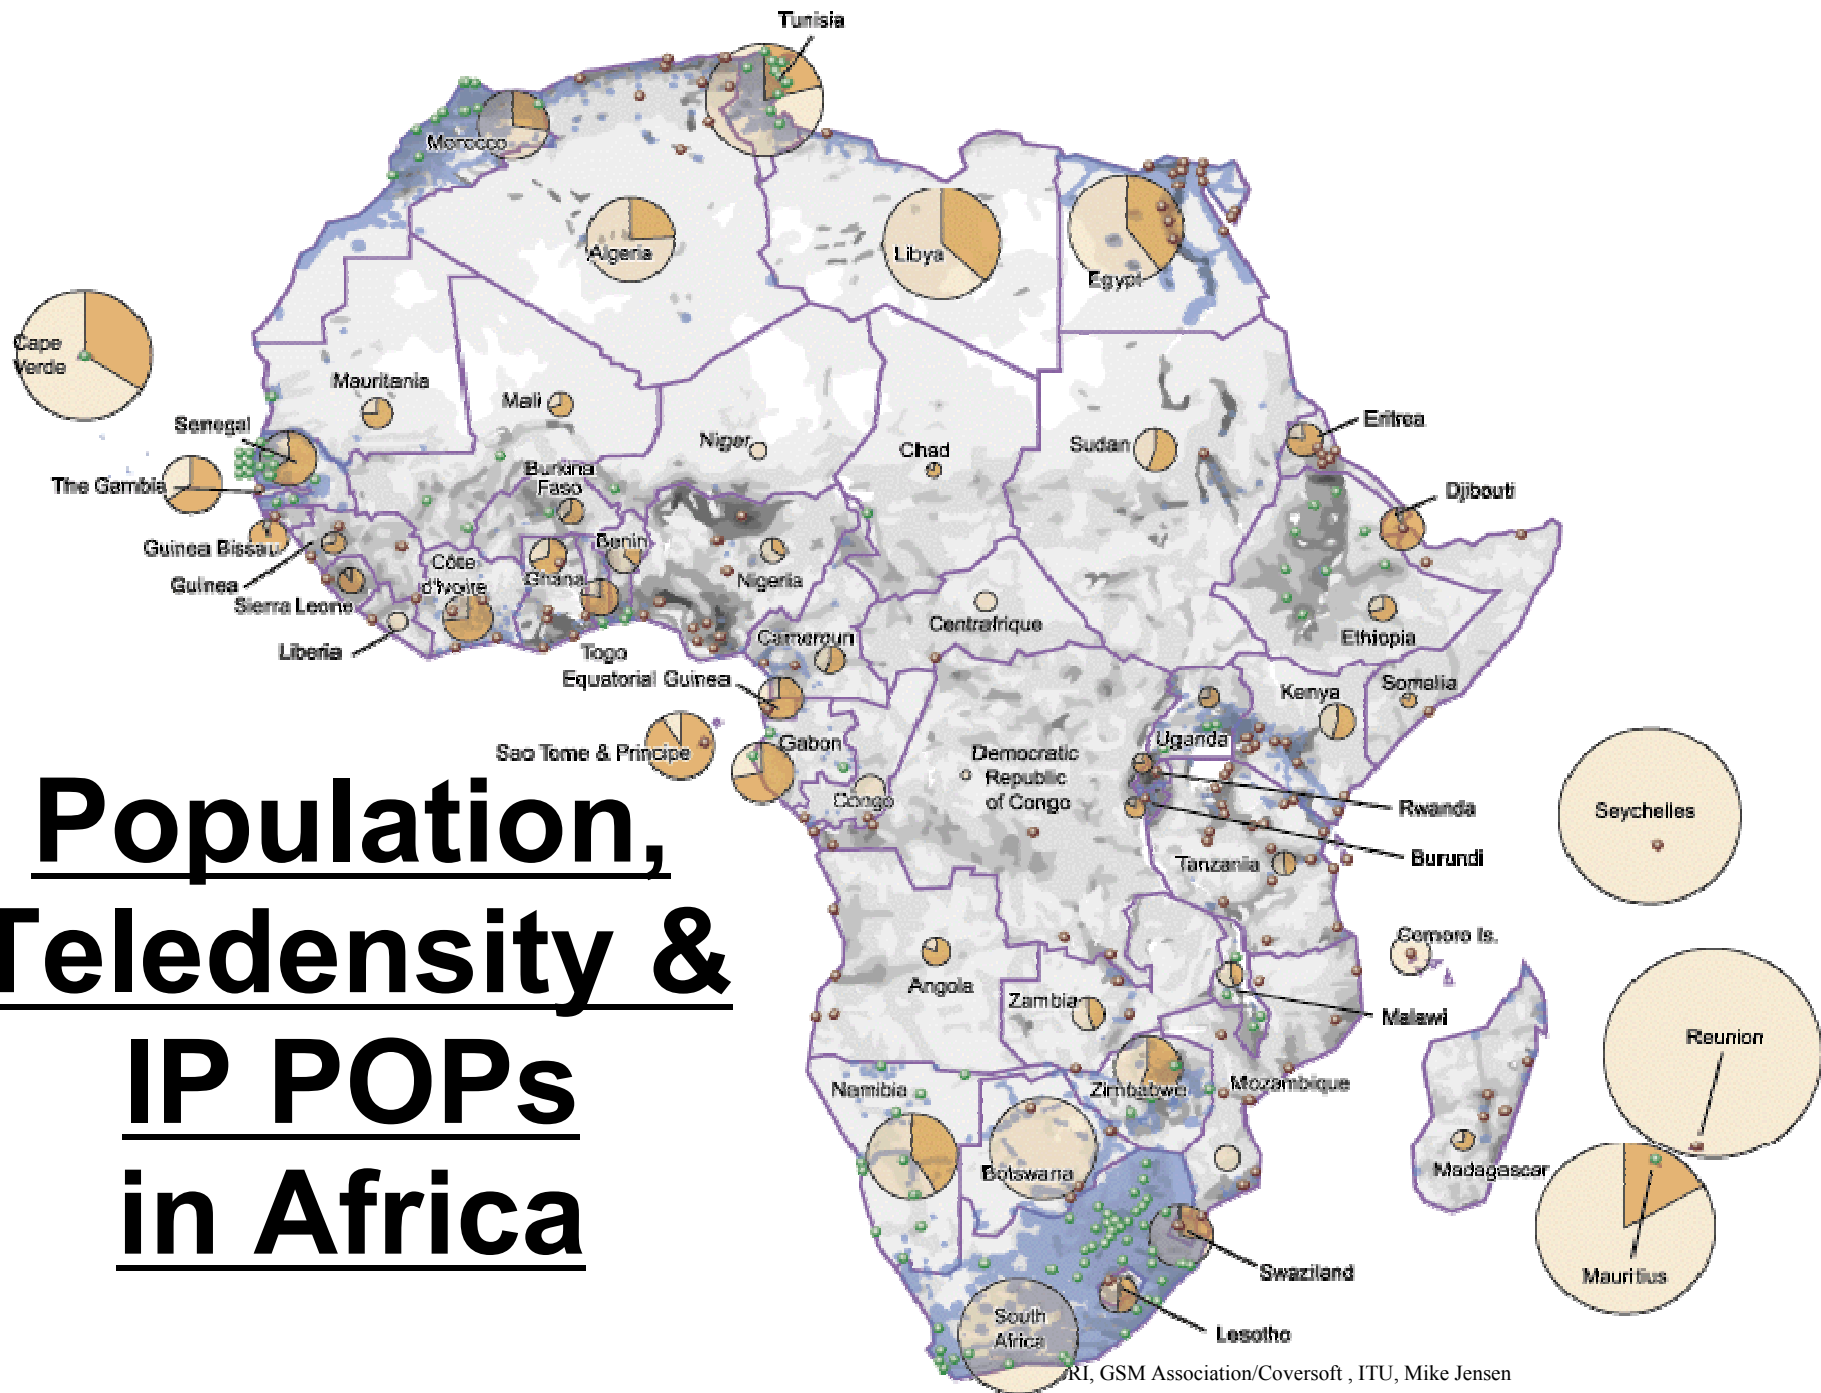 Tunisia
Morocco
Algeria
Libya
Egypt
Cape
Verde
Mauritania
Mali
Niger
Chad
Sudan
Eritrea
Senegal
The Gambia
Burkina
Faso
Djibouti
Guinea Bissau
Guinea
Sierra Leone
Liberia
Côte
d'Ivoire
Ghana
Benin
Nigeria
Togo
Cameroun
Centrafrique
Ethiopia
Equatorial Guinea
Somalia
Kenya
Uganda
Sao Tome & Principe
Gabon
Congo
Democratic
Republic
of Congo
Rwanda
Burundi
Seychelles
Tanzania
Comoro Is.
Angola
Zambia
Malawi
Reunion
Namibia
Zimbabwe
Mozambique
Botswana
Madagascar
Mauritius
Swaziland
South
Africa
Lesotho
Population,
Teledensity &
IP POPs
in Africa
GSM Association/Coversoft , ITU, Mike Jensen